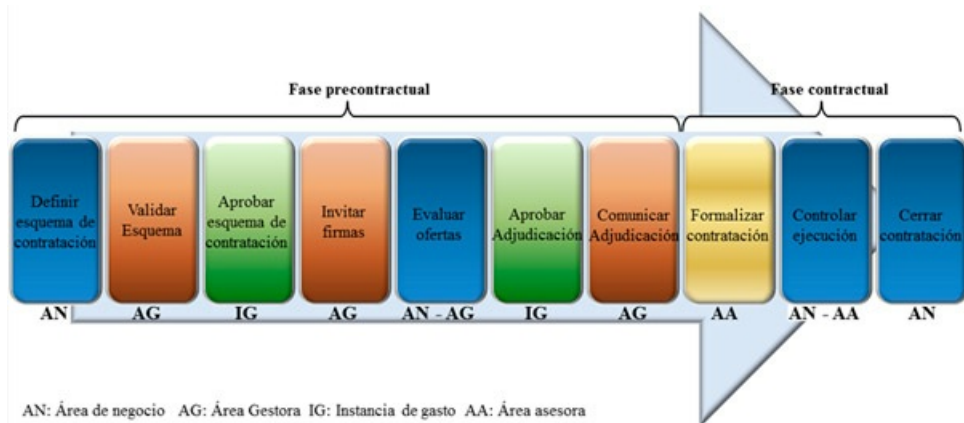 Fase precontractual
Fase contractual
Definir
esquema de
contratación
Validar
Esquema
Aprobar
esquema de
contratación
Invitar
firmas
Evaluar
ofertas
Aprobar
Adjudicación
Comunicar
Adjudicación
Formalizar
contratación
Controlar
ejecución
Cerrar
contratación
AN
AG
IG
AG
AN - AG
IG
AG
AA
AN - AA
AN
AN: Área de negocio AG: Área Gestora IG: Instancia de gasto AA: Área asesora